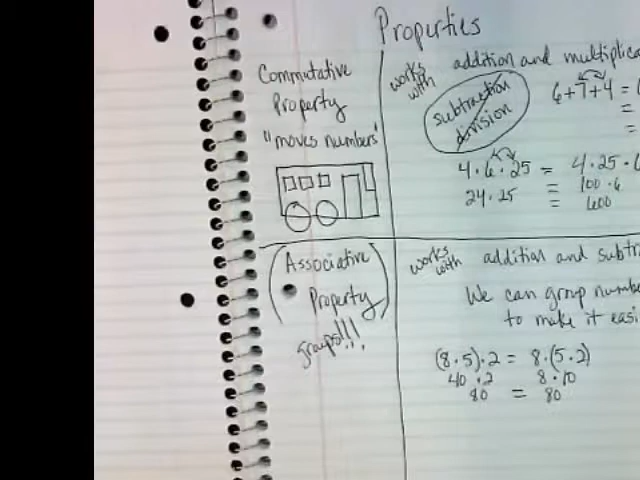 Properties
Commutative
Property
"moves numbers"
works with addition and multiplica
subtraction
division
6+7+4 =
=
=
4·6·25 = 4·25·6
24·25 = 100·6
= 600
Associative
Property
groups!!!
works with addition and subtra
We can group numbe
to make it easi
(8·5)·2 = 8·(5·2)
40·2 8·10
80 = 80